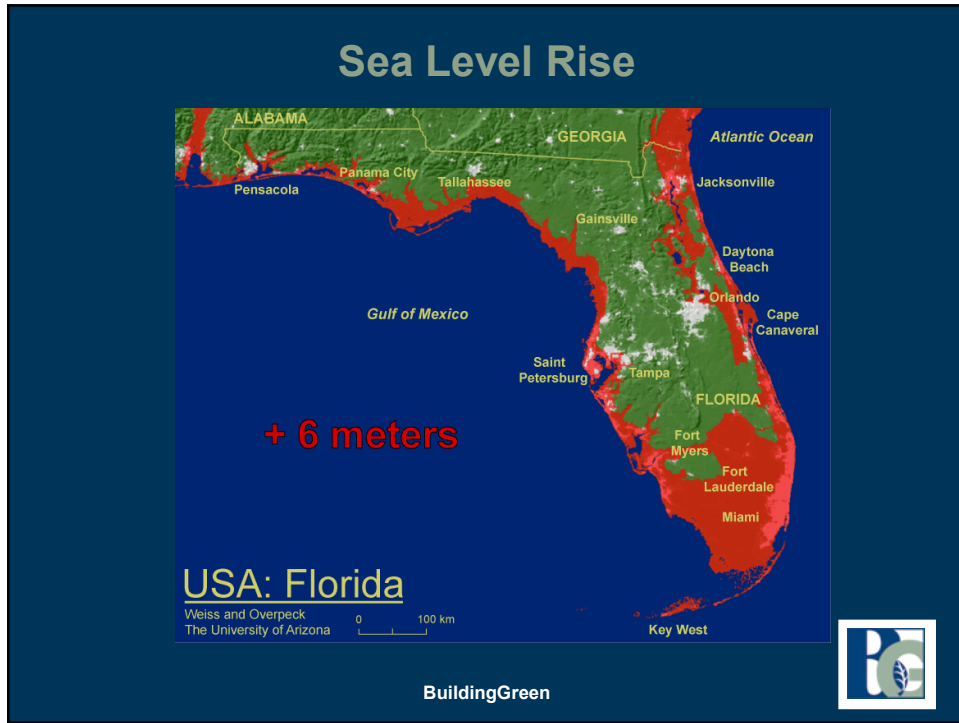 Sea Level Rise
ALABAMA
GEORGIA
Atlantic Ocean
Pensacola
Panama City
Tallahassee
Jacksonville
Gainsville
Daytona
Beach
Orlando
Cape
Canaveral
Gulf of Mexico
Saint
Petersburg
Tampa
FLORIDA
+ 6 meters
Fort
Myers
Fort
Lauderdale
Miami
USA: Florida
Weiss and Overpeck
The University of Arizona
0 100 km
Key West
BuildingGreen